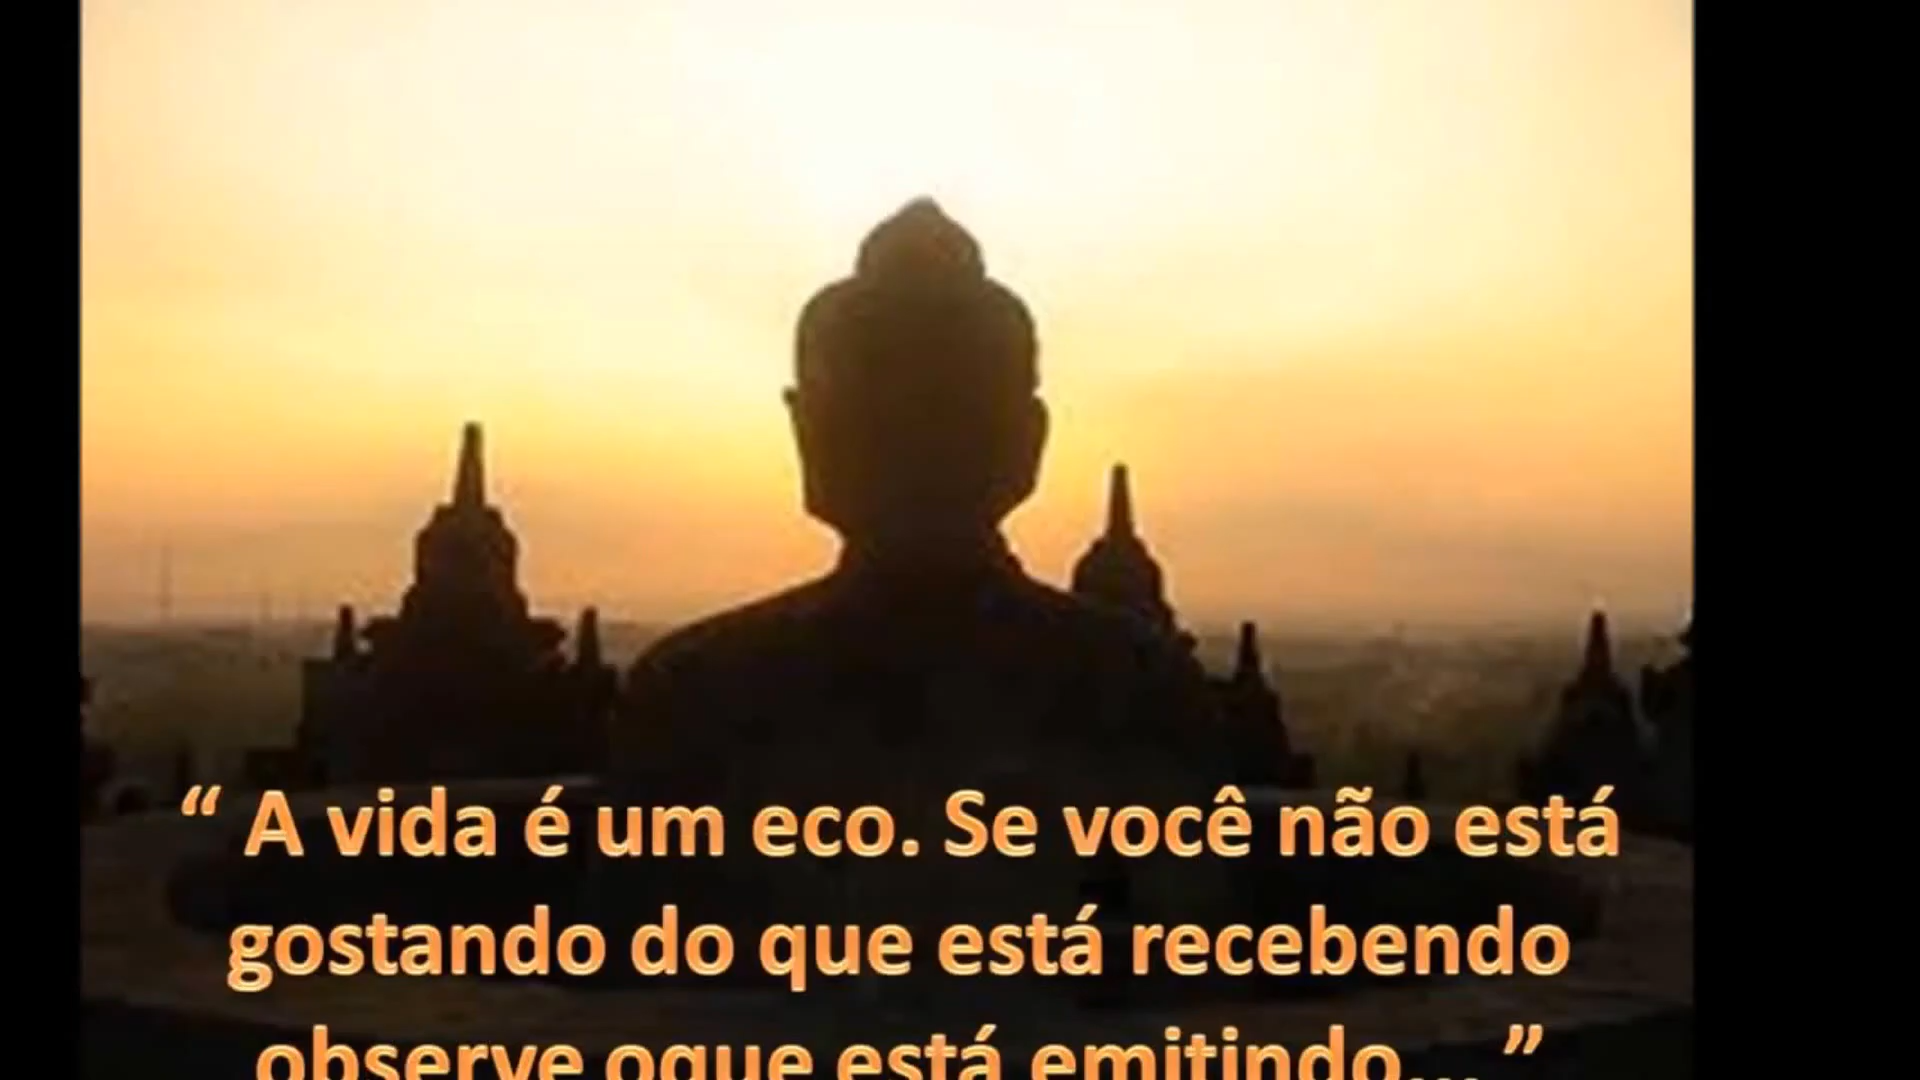 “ A vida é um eco. Se você não está
gostando do que está recebendo
observe oque está emitindo... ”